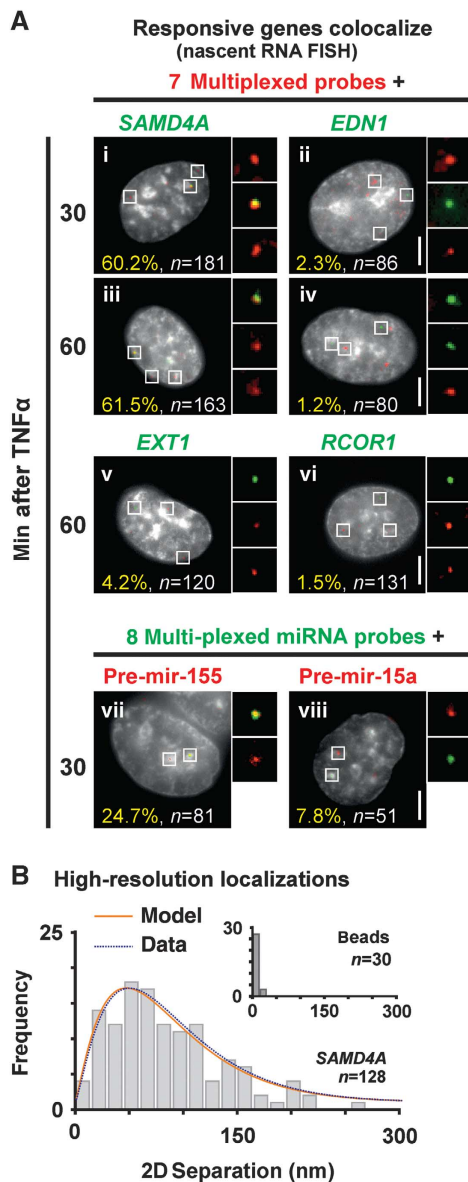 A
Responsive genes colocalize
(nascent RNA FISH)
7 Multiplexed probes +
SAMD4A EDN1
Min after TNFα
30
i
60.2%, n=181
ii
2.3%, n=86
60
iii
61.5%, n=163
iv
1.2%, n=80
EXT1 RCOR1
60
v
4.2%, n=120
vi
1.5%, n=131
8 Multi-plexed miRNA probes +
Pre-mir-155 Pre-mir-15a
30
vii
24.7%, n=81
viii
7.8%, n=51
B High-resolution localizations
Model
Data
Frequency
25
0
0 150 300
2D Separation (nm)
30
0
0 150 300
Beads
n=30
SAMD4A
n=128